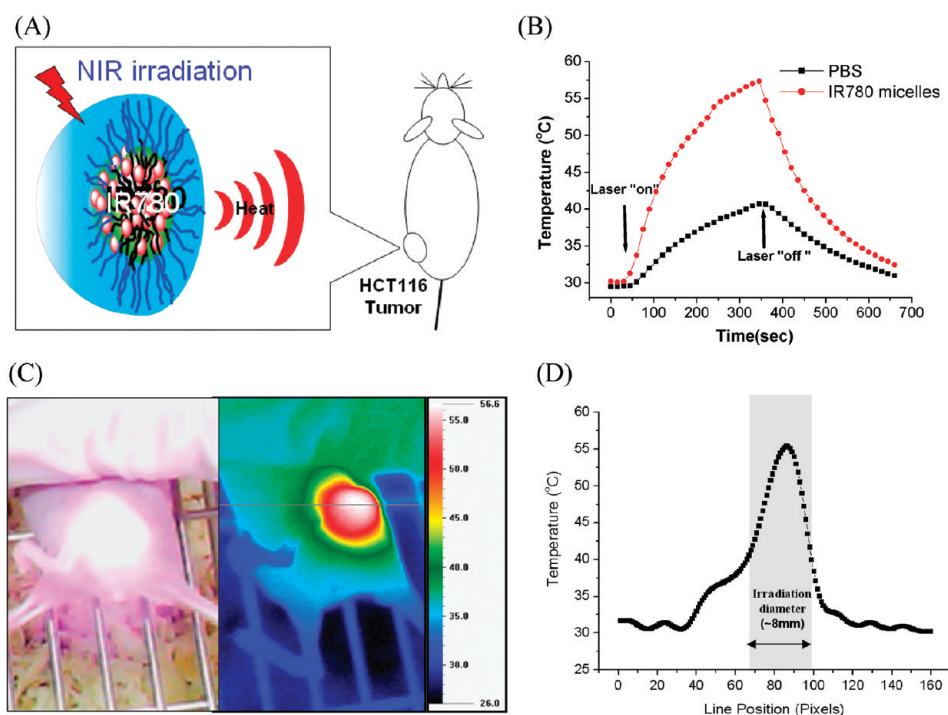 (A)
NIR irradiation
IR780
Heat
HCT116
Tumor
(B)
PBS
IR780 micelles
Laser "on"
Laser "off "
Temperature (°C)
60
55
50
45
40
35
30
0 100 200 300 400 500 600 700
Time(sec)
(C)
56.6
55.0
50.0
45.0
40.0
35.0
30.0
26.0
(D)
Temperature (°C)
60
55
50
45
40
35
30
25
Irradiation
diameter
(~8mm)
0 20 40 60 80 100 120 140 160
Line Position (Pixels)